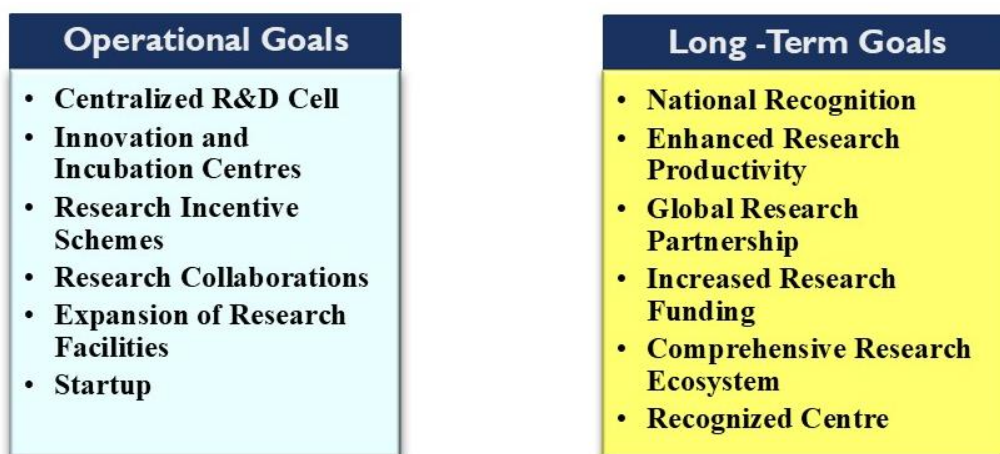 Operational Goals
• Centralized R&D Cell
• Innovation and
Incubation Centres
• Research Incentive
Schemes
• Research Collaborations
• Expansion of Research
Facilities
• Startup
Long -Term Goals
• National Recognition
• Enhanced Research
Productivity
• Global Research
Partnership
• Increased Research
Funding
• Comprehensive Research
Ecosystem
• Recognized Centre